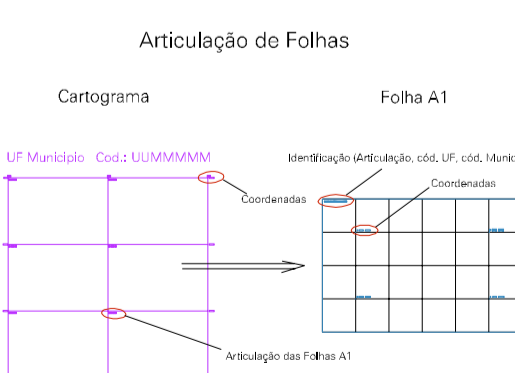 Articulação de Folhas
Cartograma
Folha A1
UF Municipio Cod.: UUMMMMM
Identificação (Articulação, cód. UF, cód. Munic
Coordenadas
Coordenadas
Articulação das Folhas A1